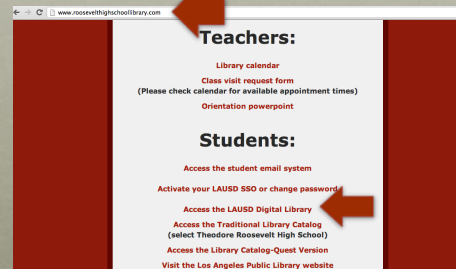 www.roosevelthighschoollibrary.com
Teachers:
Library calendar
Class visit request form
(Please check calendar for available appointment times)
Orientation powerpoint
Students:
Access the student email system
Activate your LAUSD SSO or change password
Access the LAUSD Digital Library
Access the Traditional Library Catalog
(select Theodore Roosevelt High School)
Access the Library Catalog-Quest Version
Visit the Los Angeles Public Library website